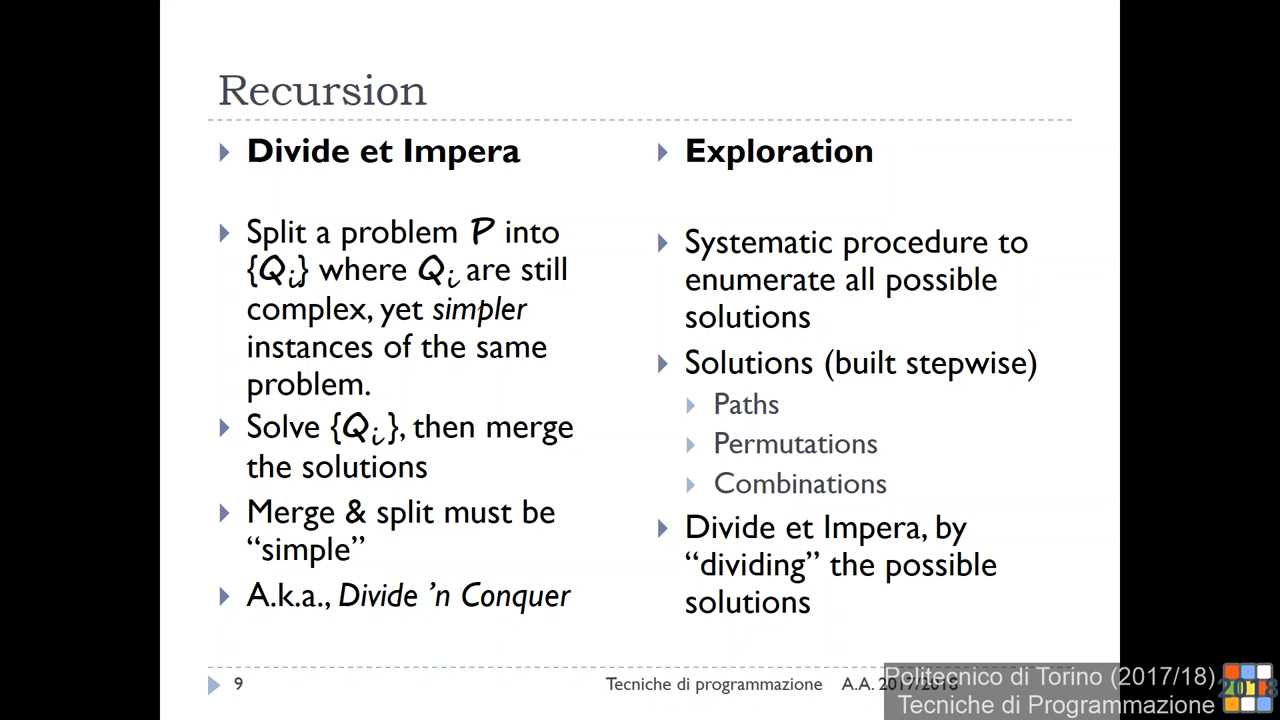 Recursion
Divide et Impera
Split a problem P into
{Qi} where Qi are still
complex, yet simpler
instances of the same
problem.
Solve {Qi}, then merge
the solutions
Merge & split must be
“simple”
A.k.a., Divide ’n Conquer
Exploration
Systematic procedure to
enumerate all possible
solutions
Solutions (built stepwise)
Paths
Permutations
Combinations
Divide et Impera, by
“dividing” the possible
solutions
9
Tecniche di programmazione A.A. 2017/2018
Politecnico di Torino (2017/18)
Tecniche di Programmazione
2018